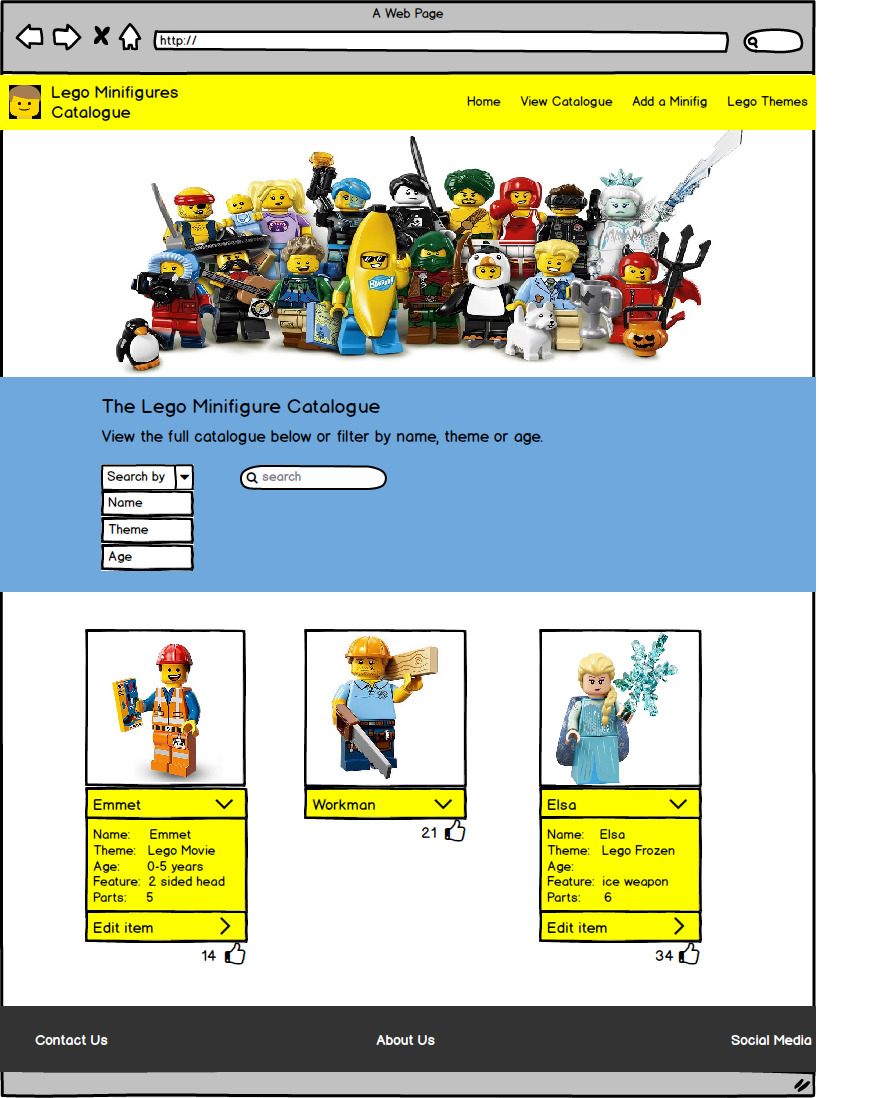 A Web Page
http://
Lego Minifigures
Catalogue
Home View Catalogue Add a Minifig Lego Themes
The Lego Minifigure Catalogue
View the full catalogue below or filter by name, theme or age.
Search by
search
Name
Theme
Age
Emmet
Name: Emmet
Theme: Lego Movie
Age: 0-5 years
Feature: 2 sided head
Parts: 5
Edit item
14
Workman
21
Elsa
Name: Elsa
Theme: Lego Frozen
Age:
Feature: ice weapon
Parts: 6
Edit item
34
Contact Us About Us Social Media